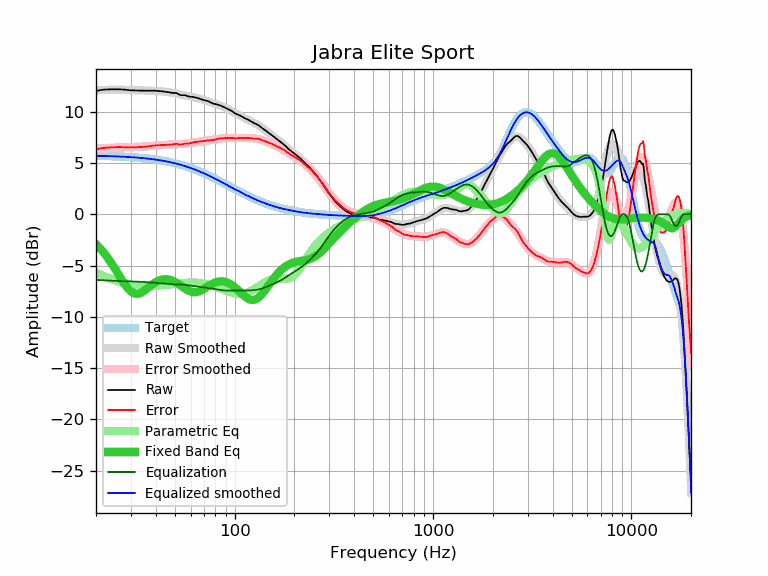 Jabra Elite Sport
Amplitude (dBr)
10
5
0
−5
−10
−15
−20
−25
Target
Raw Smoothed
Error Smoothed
Raw
Error
Parametric Eq
Fixed Band Eq
Equalization
Equalized smoothed
100
1000
10000
Frequency (Hz)